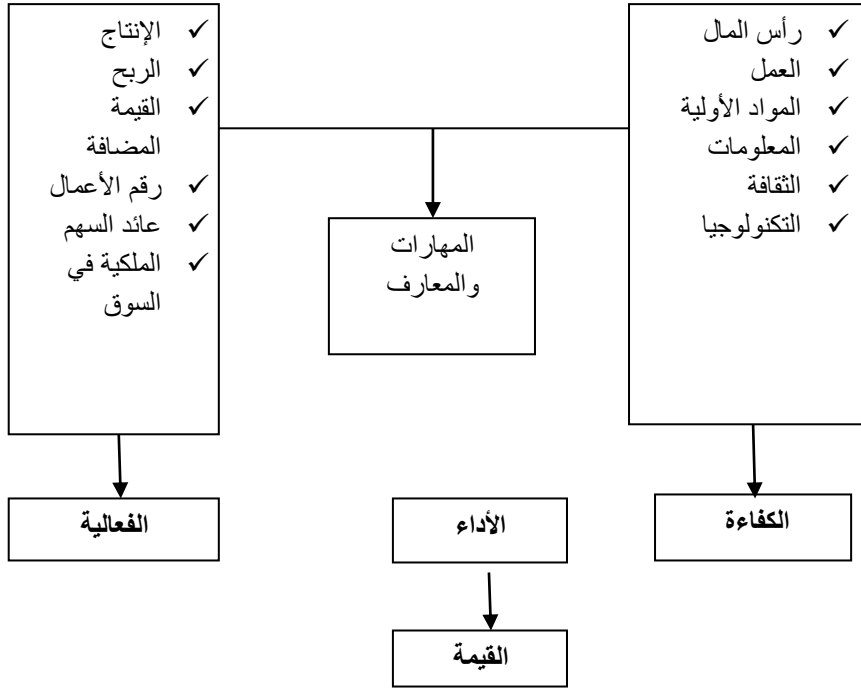 رأس المال
العمل
المواد الأولية
المعلومات
الثقافة
التكنولوجيا
الإنتاج
الربح
القيمة
المضافة
رقم الأعمال
عائد السهم
الملكية في
السوق
المهارات
والمعارف
الكفاءة
الأداء
الفعالية
القيمة